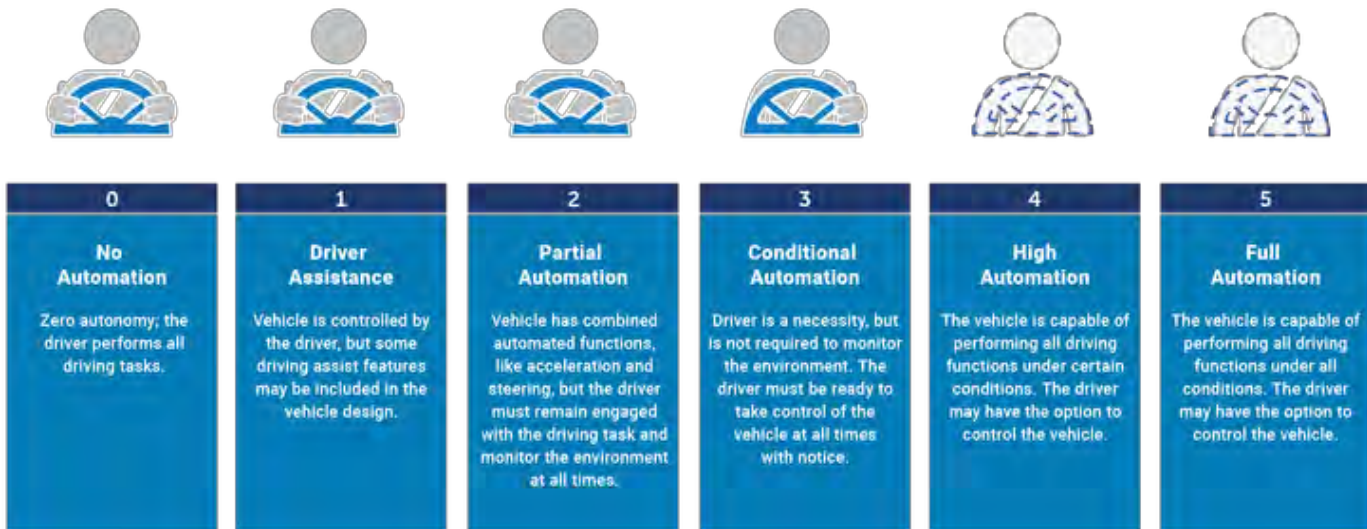 0
No
Automation
Zero autonomy; the
driver performs all
driving tasks.
1
Driver
Assistance
Vehicle is controlled by
the driver, but some
driving assist features
may be included in the
vehicle design.
2
Partial
Automation
Vehicle has combined
automated functions,
like acceleration and
steering, but the driver
must remain engaged
with the driving task and
monitor the environment
at all times.
3
Conditional
Automation
Driver is a necessity, but
is not required to monitor
the environment. The
driver must be ready to
take control of the
vehicle at all times
with notice.
4
High
Automation
The vehicle is capable of
performing all driving
functions under certain
conditions. The driver
may have the option to
control the vehicle.
5
Full
Automation
The vehicle is capable of
performing all driving
functions under all
conditions. The driver
may have the option to
control the vehicle.